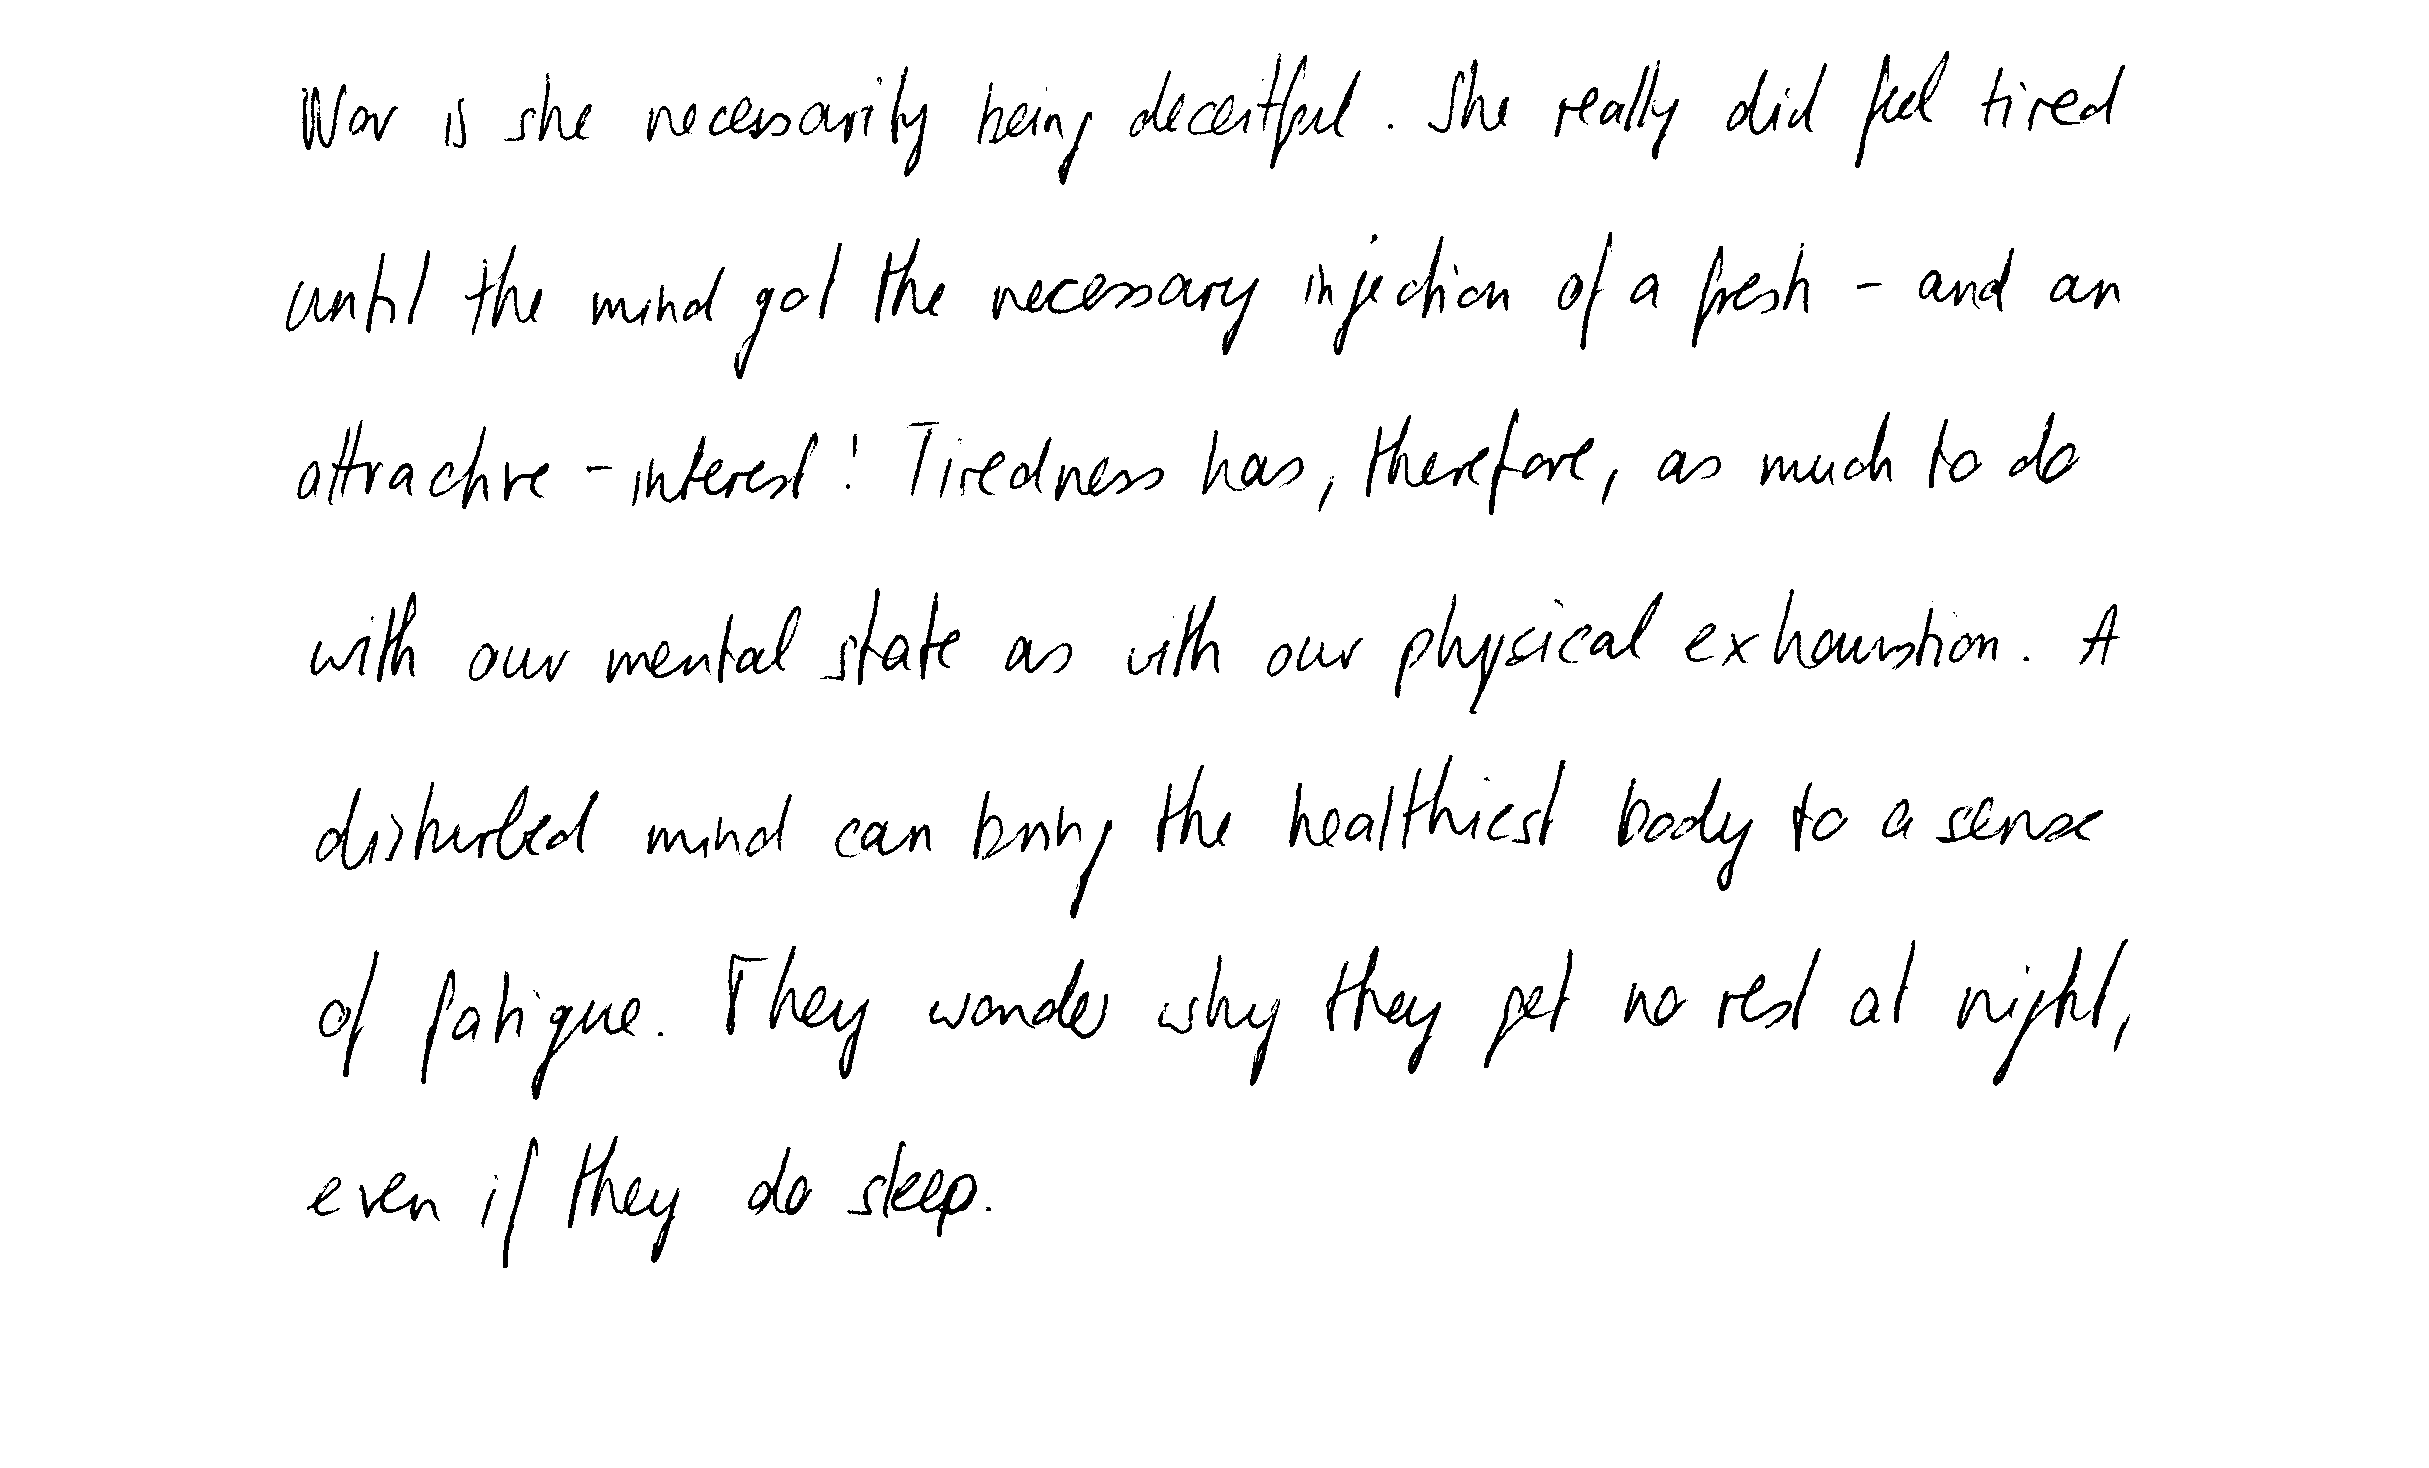 Nor is she necessarily being deceitful. She really did feel tired
until the mind got the necessary injection of a fresh - and an
attractive - interest! Tiredness has, therefore, as much to do
with our mental state as with our physical exhaustion. A
disturbed mind can bring the healthiest body to a sense
of fatigue. They wonder why they get no rest at night,
even if they do sleep.